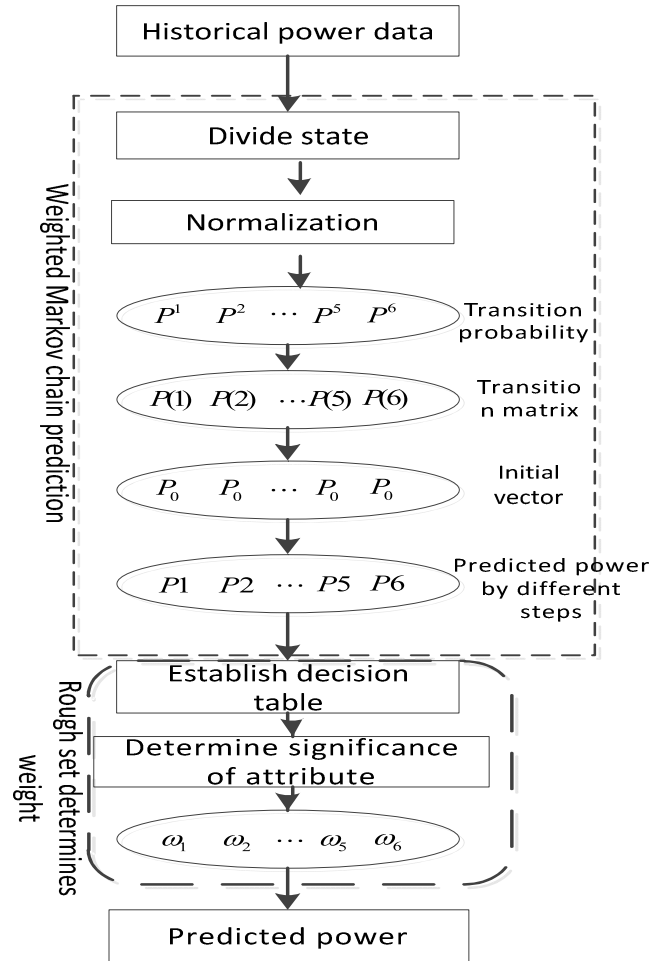 Historical power data
Divide state
Normalization
P¹ P² ⋯ P⁵ P⁶
Transition
probability
P(1) P(2) ⋯P(5) P(6)
Transitio
n matrix
P₀ P₀ ⋯ P₀ P₀
Initial
vector
P1 P2 ⋯ P5 P6
Predicted power
by different
steps
Weighted Markov chain prediction
Establish decision
table
Determine significance
of attribute
ω₁ ω₂ ⋯ ω₅ ω₆
Rough set determines
weight
Predicted power